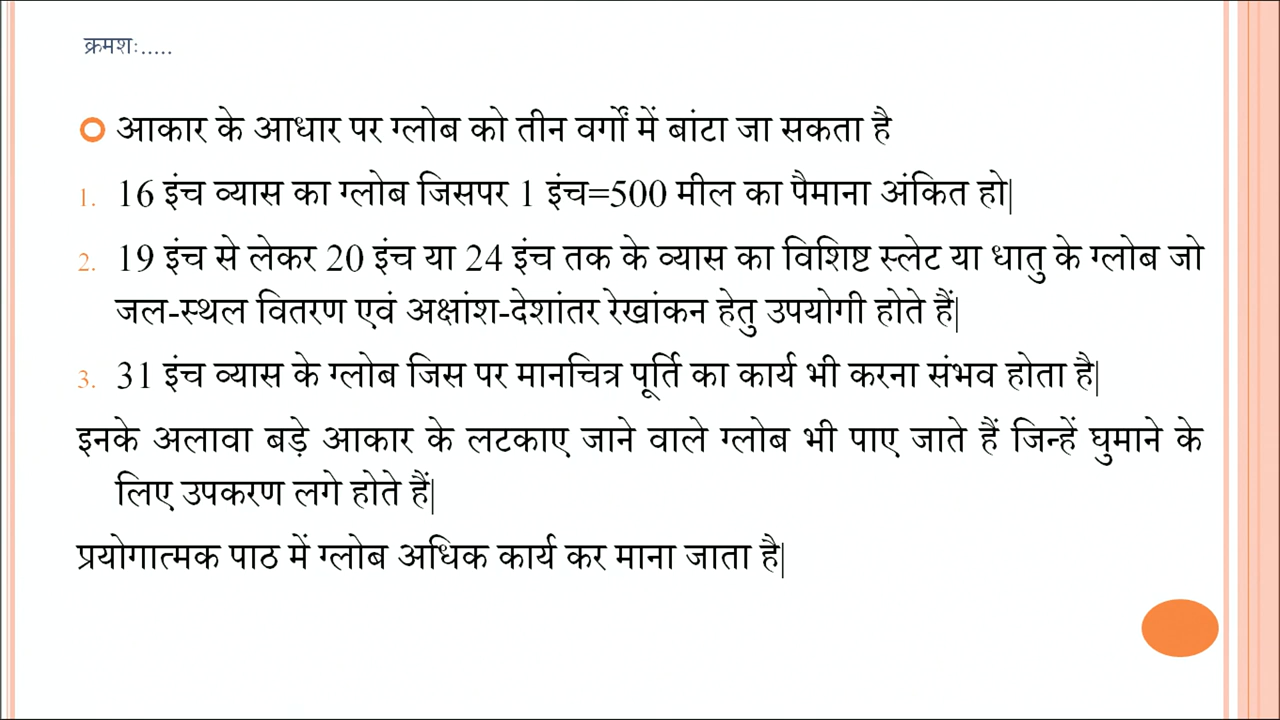 क्रमशः.....
आकार के आधार पर ग्लोब को तीन वर्गों में बांटा जा सकता है
1. 16 इंच व्यास का ग्लोब जिसपर 1 इंच=500 मील का पैमाना अंकित हो|
2. 19 इंच से लेकर 20 इंच या 24 इंच तक के व्यास का विशिष्ट स्लेट या धातु के ग्लोब जो
जल-स्थल वितरण एवं अक्षांश-देशांतर रेखांकन हेतु उपयोगी होते हैं|
3. 31 इंच व्यास के ग्लोब जिस पर मानचित्र पूर्ति का कार्य भी करना संभव होता है|
इनके अलावा बड़े आकार के लटकाए जाने वाले ग्लोब भी पाए जाते हैं जिन्हें घुमाने के
लिए उपकरण लगे होते हैं|
प्रयोगात्मक पाठ में ग्लोब अधिक कार्य कर माना जाता है|